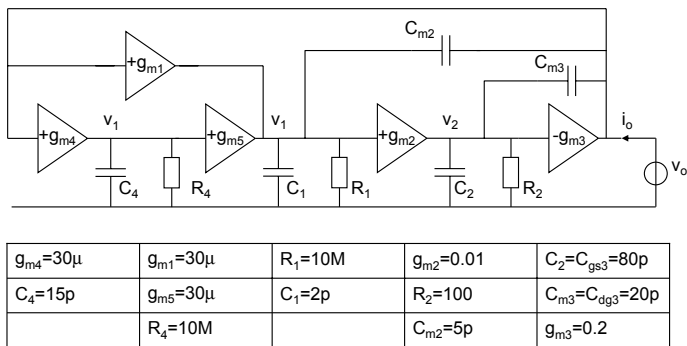 C_m2
C_m3
+g_m1
v_1
v_1
v_2
i_o
+g_m4
+g_m5
+g_m2
-g_m3
v_o
C_4
R_4
C_1
R_1
C_2
R_2
g_m4=30μ g_m1=30μ R_1=10M g_m2=0.01 C_2=C_gs3=80p
C_4=15p g_m5=30μ C_1=2p R_2=100 C_m3=C_dg3=20p
R_4=10M C_m2=5p g_m3=0.2